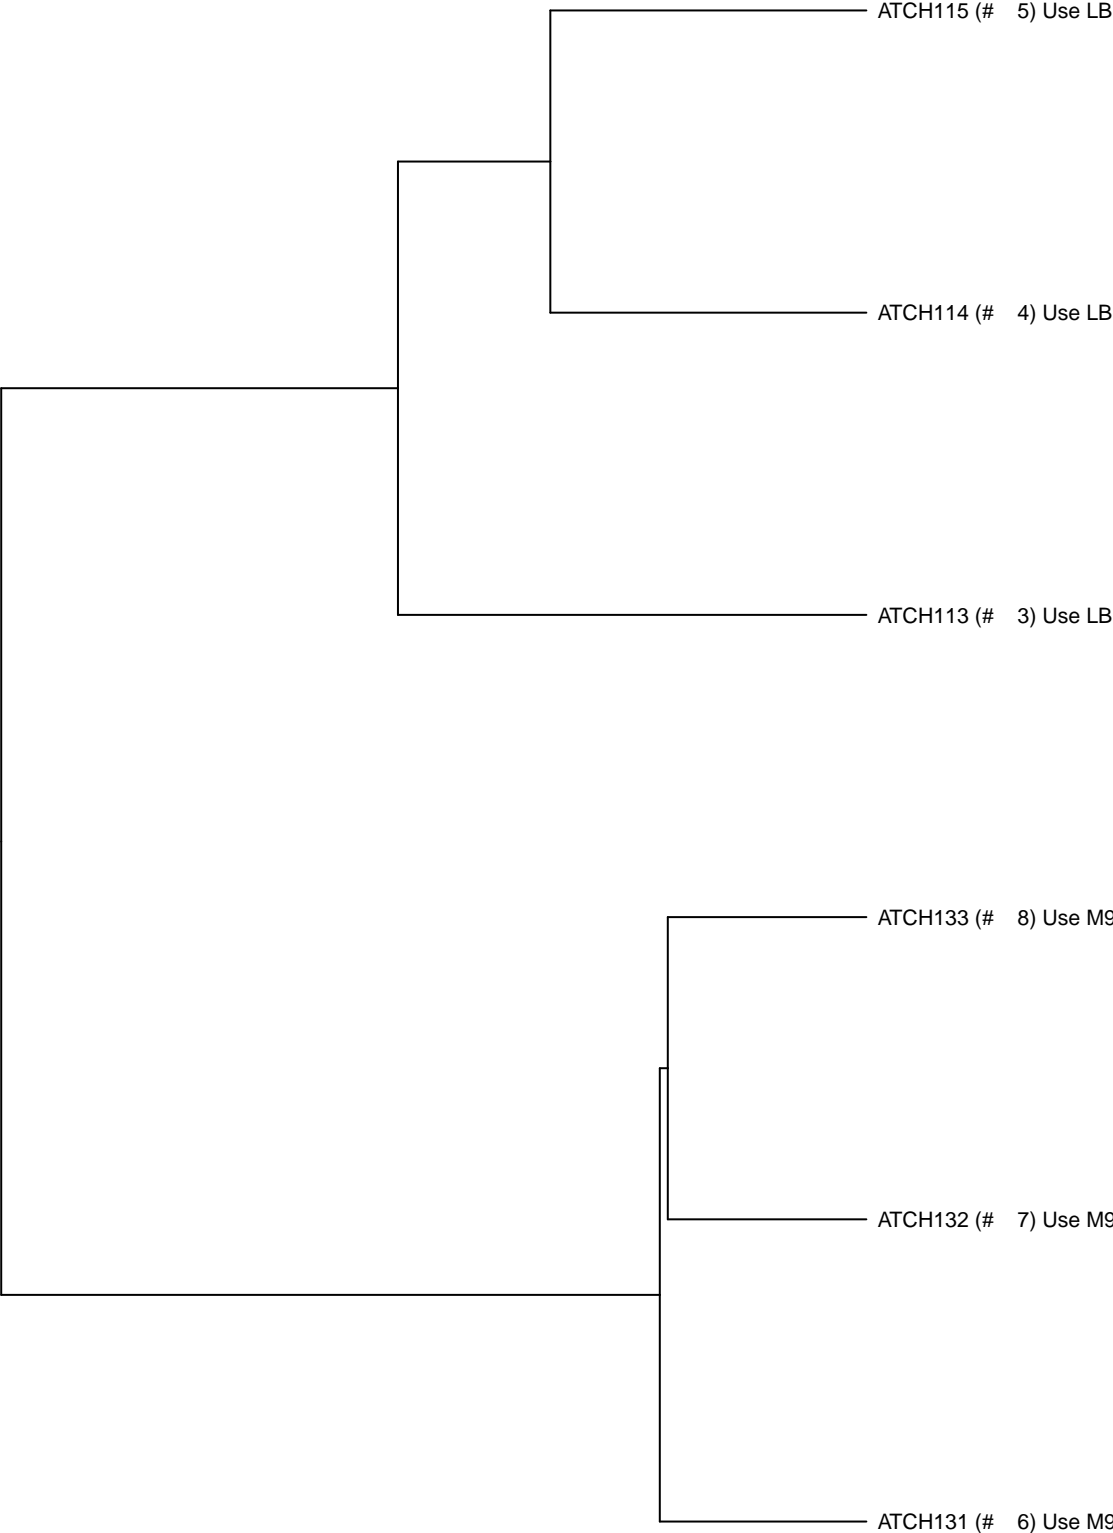 ATCH115 (# 5) Use LB
ATCH114 (# 4) Use LB
ATCH113 (# 3) Use LB
ATCH133 (# 8) Use M9
ATCH132 (# 7) Use M9
ATCH131 (# 6) Use M9